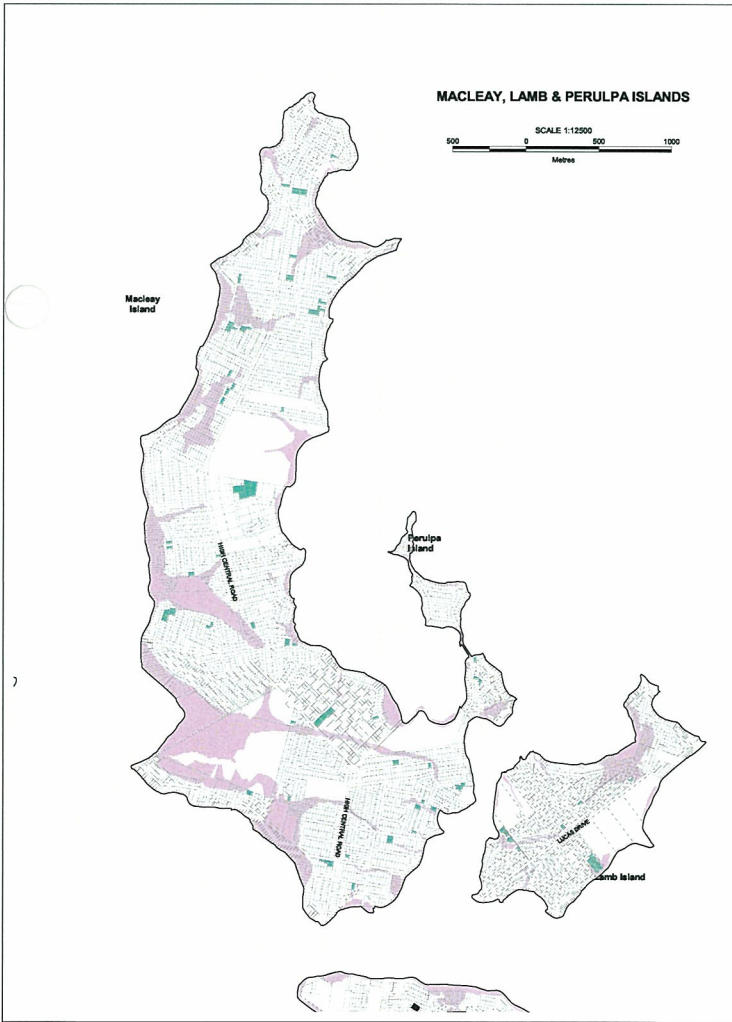 MACLEAY, LAMB & PERULPA ISLANDS
SCALE 1:12500
500 0 500 1000
Metres
Macleay
Island
Perulpa
Island
HIGH CENTRAL ROAD
HIGH CENTRAL ROAD
LUCAS DRIVE
Lamb Island